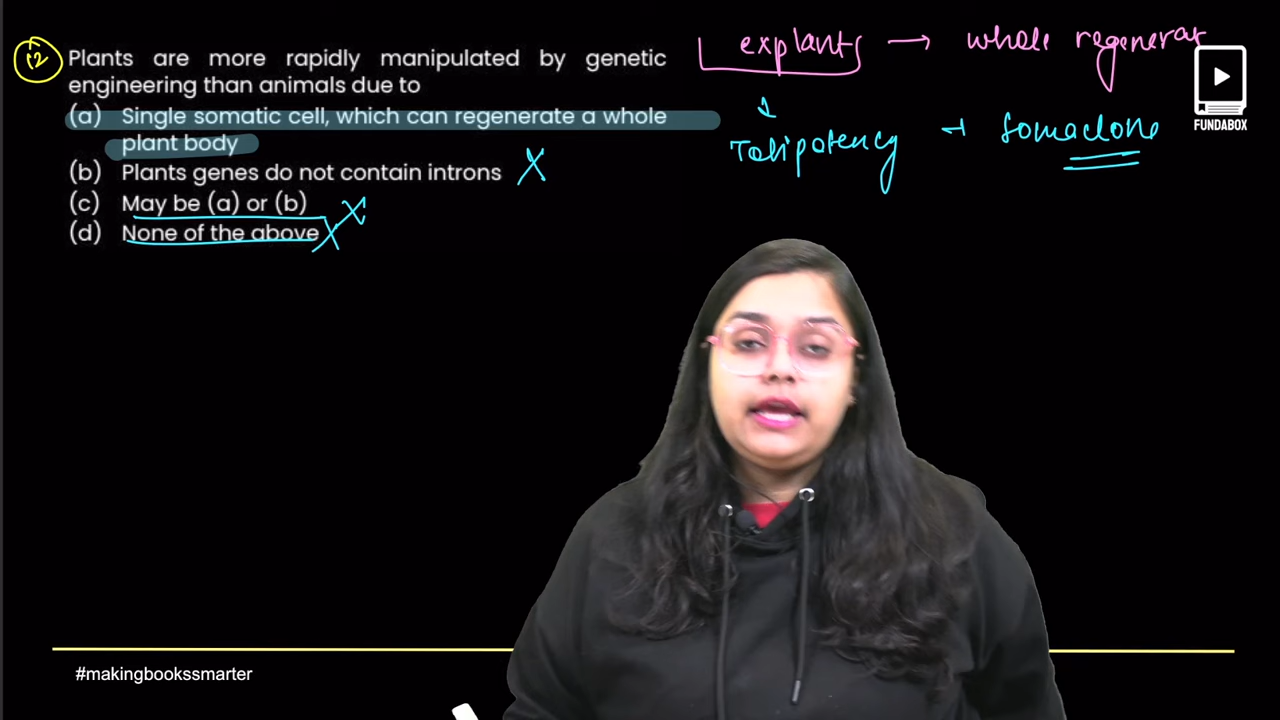 12
Plants are more rapidly manipulated by genetic
engineering than animals due to
(a) Single somatic cell, which can regenerate a whole
plant body
(b) Plants genes do not contain introns X
(c) May be (a) or (b) X
(d) None of the above X
explants → whole regenerat
Totipotency → Somaclone
FUNDABOX
#makingbookssmarter